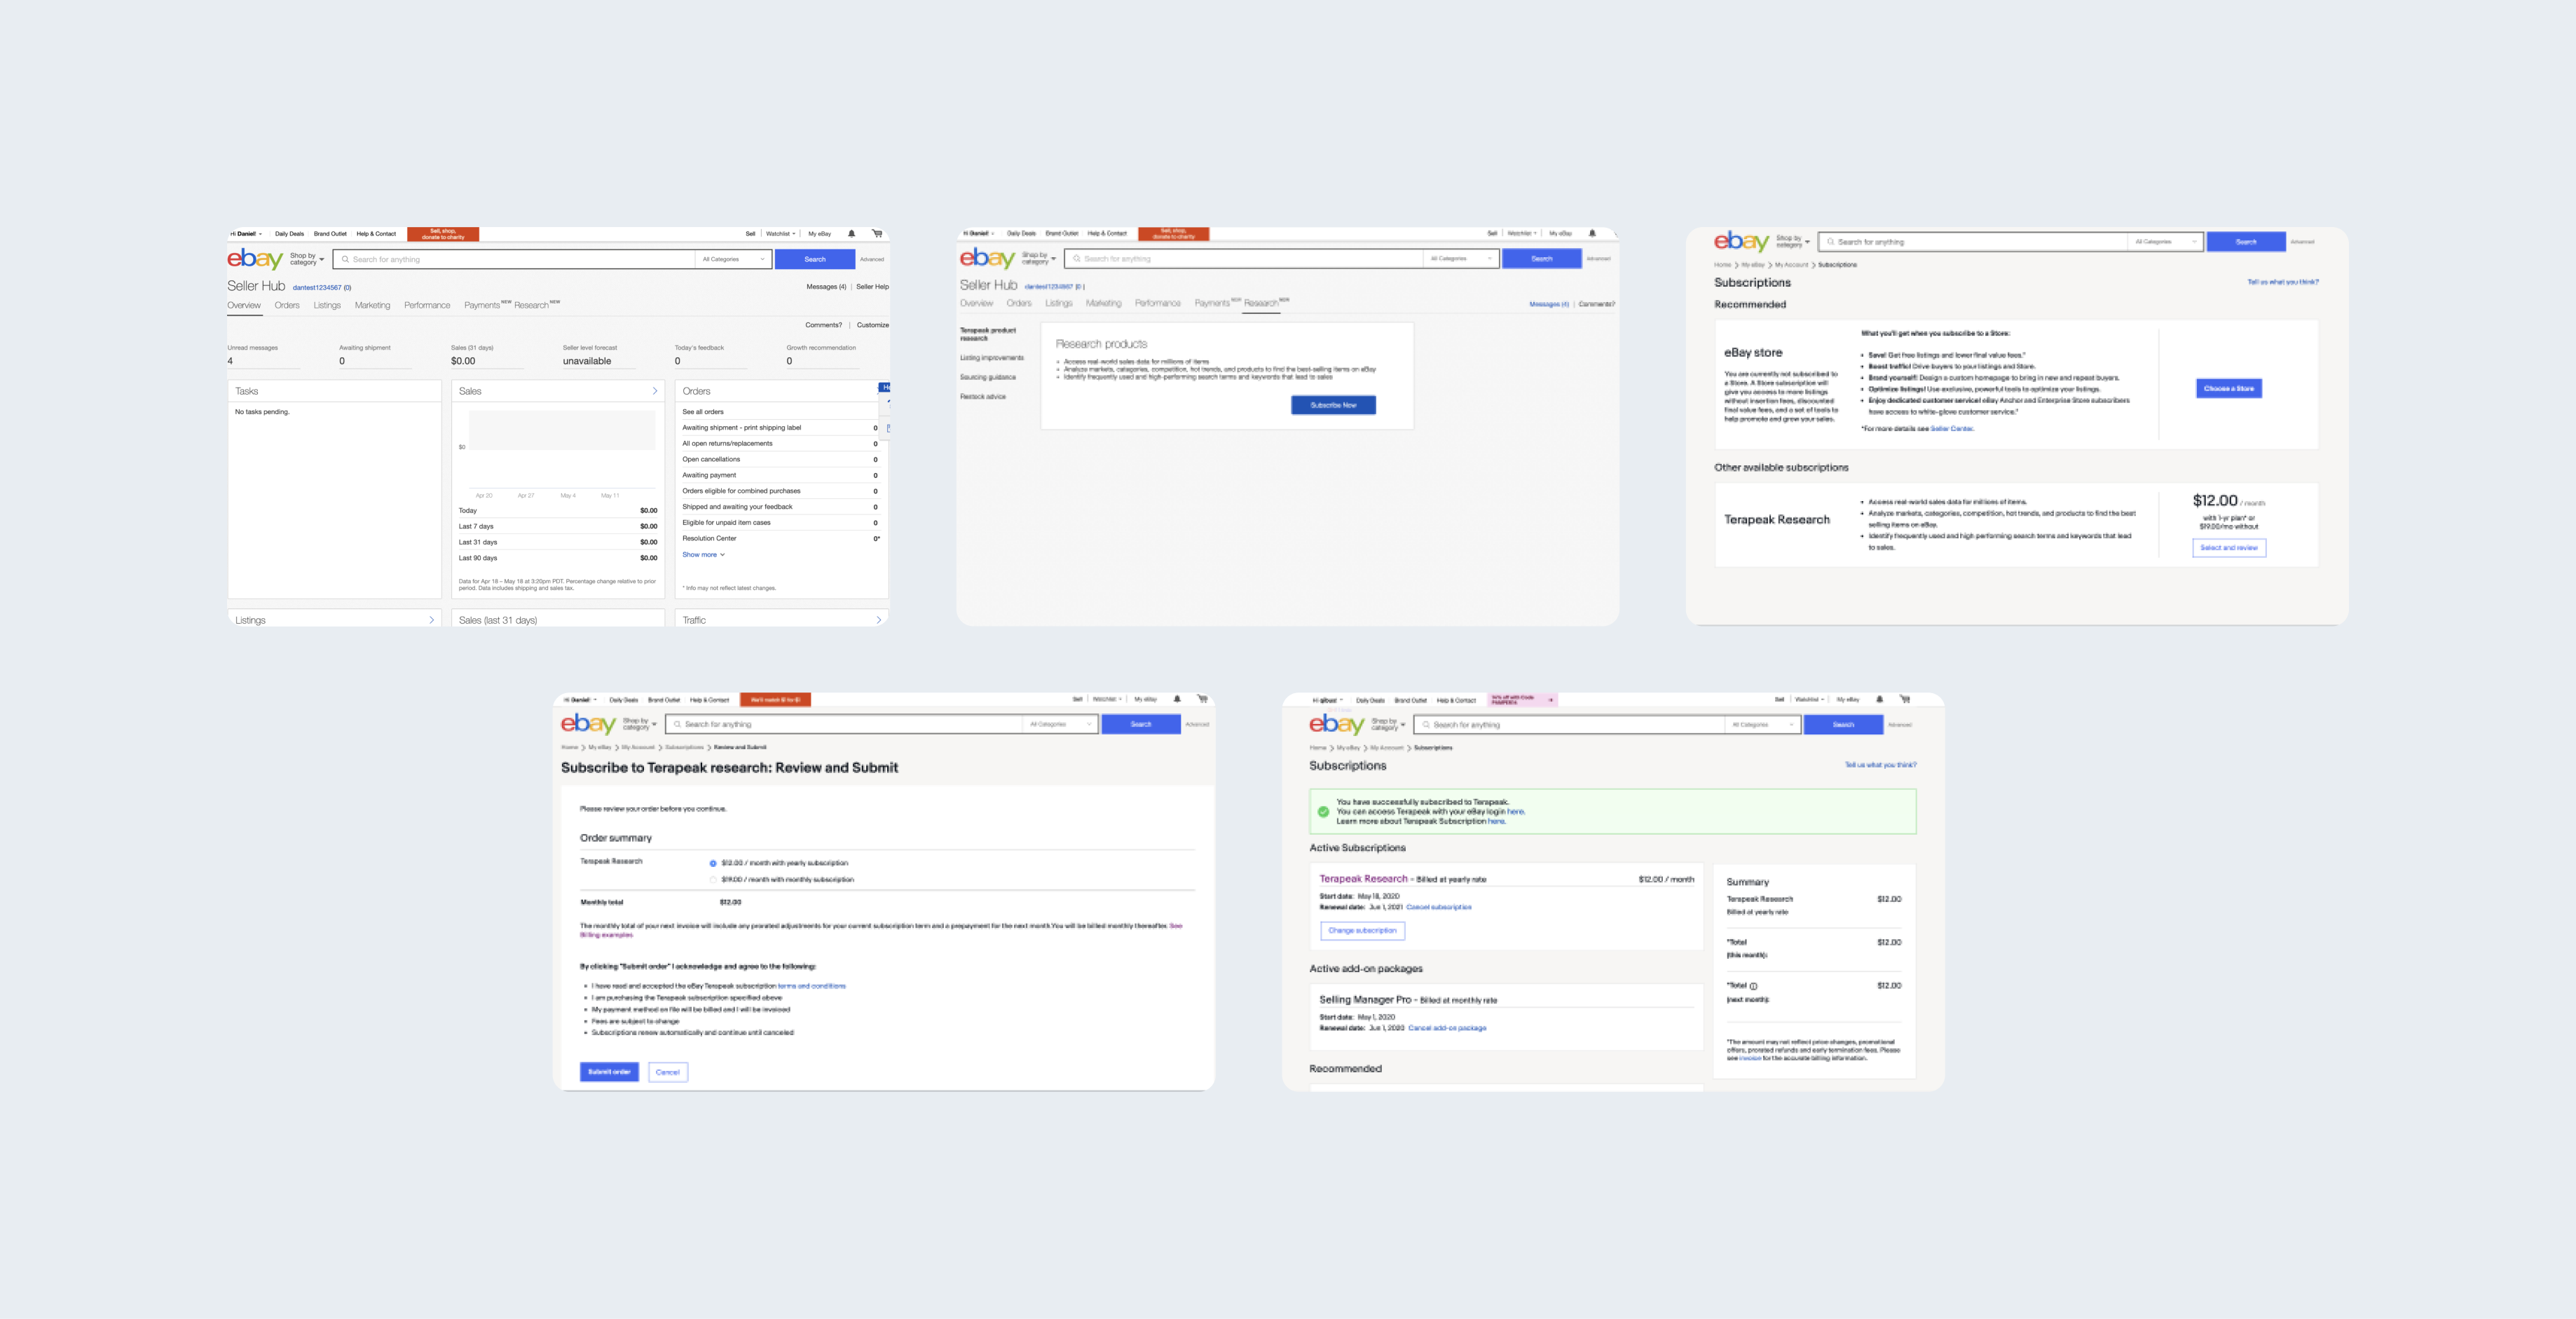 Hi Daniel!
Daily Deals
Brand Outlet
Help & Contact
Sell, shop,
donate to charity
Sell
Watchlist
My eBay
ebay
Shop by
category
Search for anything
All Categories
Search
Advanced
Seller Hub
dantest1234567 (0)
Messages (4) | Seller Help
Overview
Orders
Listings
Marketing
Performance
Payments NEW
Research NEW
Comments? | Customize
Unread messages
4
Awaiting shipment
0
Sales (31 days)
$0.00
Seller level forecast
unavailable
Today's feedback
0
Growth recommendation
0
Tasks
No tasks pending.
Sales
$0
Apr 20 Apr 27 May 4 May 11
Today $0.00
Last 7 days $0.00
Last 31 days $0.00
Last 90 days $0.00
Data for Apr 18 – May 18 at 3:20pm PDT. Percentage change relative to prior
period. Data includes shipping and sales tax.
Orders
See all orders
Awaiting shipment - print shipping label 0
All open returns/replacements 0
Open cancellations 0
Awaiting payment 0
Orders eligible for combined purchases 0
Shipped and awaiting your feedback 0
Eligible for unpaid item cases 0
Resolution Center 0*
Show more
* Info may not reflect latest changes.
He
Listings
Sales (last 31 days)
Traffic
Hi Daniel!
Daily Deals
Brand Outlet
Help & Contact
Sell, shop,
donate to charity
Sell
Watchlist
My eBay
ebay
Shop by
category
Search for anything
All Categories
Search
Advanced
Seller Hub
dantest1234567 (0)
Overview
Orders
Listings
Marketing
Performance
Payments NEW
Research NEW
Messages (4) | Comments?
Terapeak product
research
Listing improvements
Sourcing guidance
Restock advice
Research products
Access real-world sales data for millions of items
Analyze markets, categories, competition, hot trends, and products to find the best-selling items on eBay
Identify frequently used and high-performing search terms and keywords that lead to sales
Subscribe Now
ebay
Shop by
category
Search for anything
All Categories
Search
Advanced
Home > My eBay > My Account > Subscriptions
Subscriptions
Tell us what you think?
Recommended
eBay store
You are currently not subscribed to
a Store. A Store subscription will
give you access to more listings
without insertion fees, discounted
final value fees, and a set of tools to
help promote and grow your sales.
What you'll get when you subscribe to a Store:
Save! Get free listings and lower final value fees.*
Boost traffic! Drive buyers to your listings and Store.
Brand yourself! Design a custom homepage to bring in new and repeat buyers.
Optimize listings! Use exclusive, powerful tools to optimize your listings.
Enjoy dedicated customer service! eBay Anchor and Enterprise Store subscribers
have access to white-glove customer service.*
*For more details see Seller Center.
Choose a Store
Other available subscriptions
Terapeak Research
Access real-world sales data for millions of items.
Analyze markets, categories, competition, hot trends, and products to find the best
selling items on eBay.
Identify frequently used and high performing search terms and keywords that lead
to sales.
$12.00 / month
with 1-yr plan* or
$19.00/mo without
Select and review
Hi Daniel!
Daily Deals
Brand Outlet
Help & Contact
We'll match $1 for $1
Sell
Watchlist
My eBay
ebay
Shop by
category
Search for anything
All Categories
Search
Advanced
Home > My eBay > My Account > Subscriptions > Review and Submit
Subscribe to Terapeak research: Review and Submit
Please review your order before you continue.
Order summary
Terapeak Research
$12.00 / month with yearly subscription
$19.00 / month with monthly subscription
Monthly total $12.00
The monthly total of your next invoice will include any prorated adjustments for your current subscription term and a prepayment for the next month. You will be billed monthly thereafter. See
Billing examples
By clicking "Submit order" I acknowledge and agree to the following:
I have read and accepted the eBay Terapeak subscription terms and conditions
I am purchasing the Terapeak subscription specified above
My payment method on file will be billed and I will be invoiced
Fees are subject to change
Subscriptions renew automatically and continue until canceled
Submit order
Cancel
Hi
Daily Deals
Brand Outlet
Help & Contact
off with Code
Sell
Watchlist
My eBay
ebay
Shop by
category
Search for anything
All Categories
Search
Advanced
Home > My eBay > My Account > Subscriptions
Subscriptions
Tell us what you think?
You have successfully subscribed to Terapeak.
You can access Terapeak with your eBay login here.
Learn more about Terapeak Subscription here.
Active Subscriptions
Terapeak Research - Billed at yearly rate $12.00 / month
Start date: May 18, 2020
Renewal date: Jun 1, 2021 Cancel subscription
Change subscription
Active add-on packages
Selling Manager Pro - Billed at monthly rate
Start date: May 1, 2020
Renewal date: Jun 1, 2020 Cancel add-on package
Recommended
Summary
Terapeak Research $12.00
Billed at yearly rate
*Total $12.00
(this month):
*Total $12.00
(next month):
*The amount may not reflect price changes, promotional
offers, prorated refunds and early termination fees. Please
see invoice for the accurate billing information.